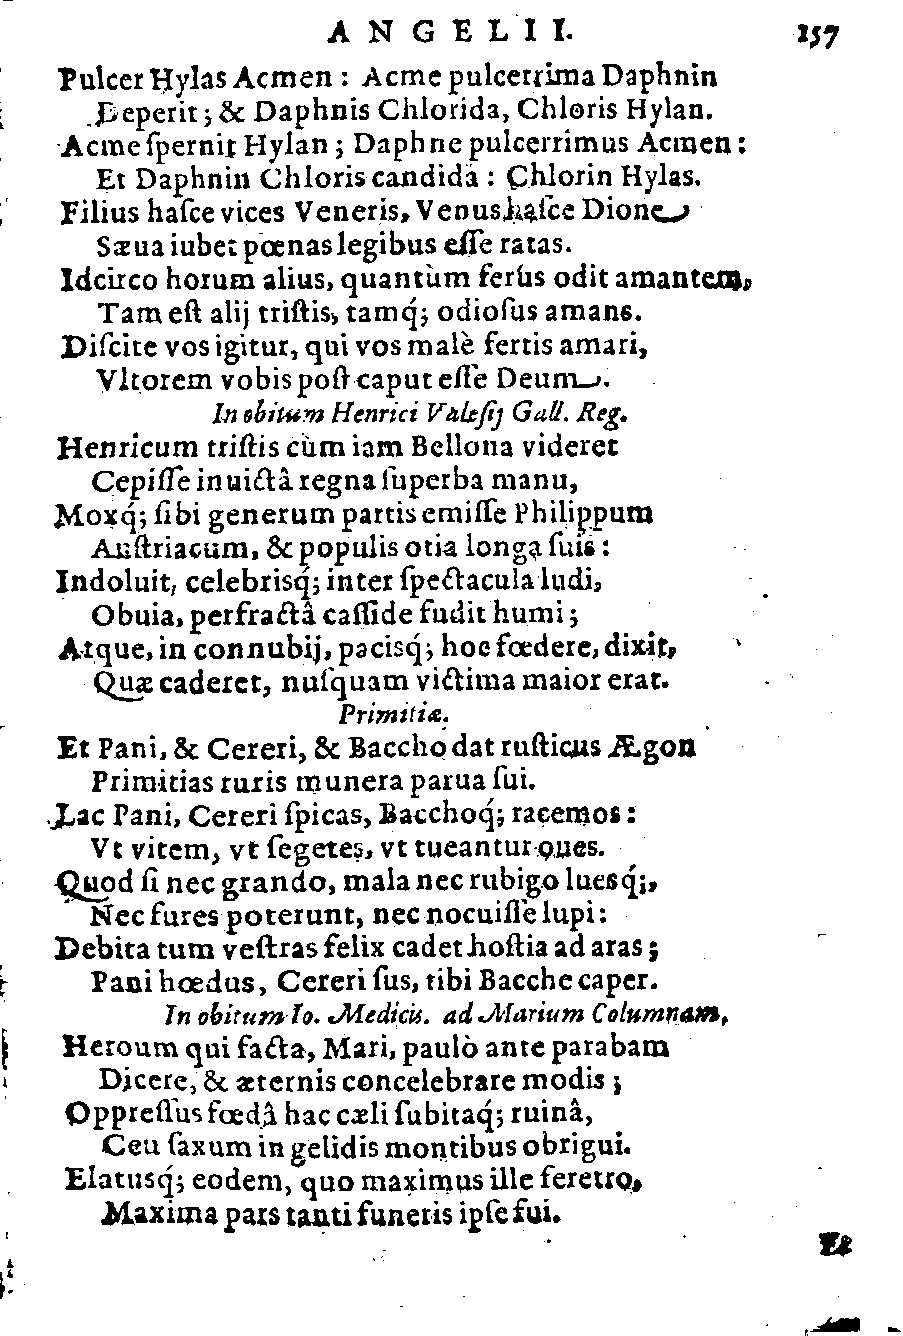 ANGELII. 157
Pulcer Hylas Acmen : Acme pulcerrima Daphnin
Deperit ; & Daphnis Chlorida, Chloris Hylan.
Acme ſpernit Hylan ; Daphne pulcerrimus Acmen :
Et Daphnin Chloris candida : Chlorin Hylas.
Filius haſce vices Veneris, Venus haſce Dione
Sæua iubet pœnas legibus eſſe ratas.
Idcirco horum alius, quantùm ferùs odit amantem,
Tam eſt alij triſtis, tamq́; odioſus amans.
Diſcite vos igitur, qui vos malè fertis amari,
Vltorem vobis poſt caput eſſe Deum.
In obitum Henrici Valeſij Gall. Reg.
Henricum triſtis cùm iam Bellona videret
Cepiſſe inuictâ regna ſuperba manu,
Moxq́; ſibi generum partis emiſſe Philippum
Auſtriacum, & populis otia longa ſuis :
Indoluit, celebrisq́; inter ſpectacula ludi,
Obuia, perfractâ caſſide fudit humi ;
Atque, in connubij, pacisq́; hoc fœdere, dixit,
Quæ caderet, nuſquam victima maior erat.
Primitiæ.
Et Pani, & Cereri, & Baccho dat ruſticus Ægon
Primitias ruris munera parua ſui.
Lac Pani, Cereri ſpicas, Bacchoq́; racemos :
Vt vitem, vt ſegetes, vt tueantur oues.
Quod ſi nec grando, mala nec rubigo luesq́;,
Nec fures poterunt, nec nocuiſſe lupi :
Debita tum veſtras felix cadet hoſtia ad aras ;
Pani hœdus, Cereri ſus, tibi Bacche caper.
In obitum Io. Medicis. ad Marium Columnam,
Heroum qui facta, Mari, paulò ante parabam
Dicere, & æternis concelebrare modis ;
Oppreſſus fœdâ hac cæli ſubitaq́; ruinâ,
Ceu ſaxum in gelidis montibus obrigui.
Elatusq́; eodem, quo maximus ille feretro,
Maxima pars tanti funeris ipſe fui.
Et